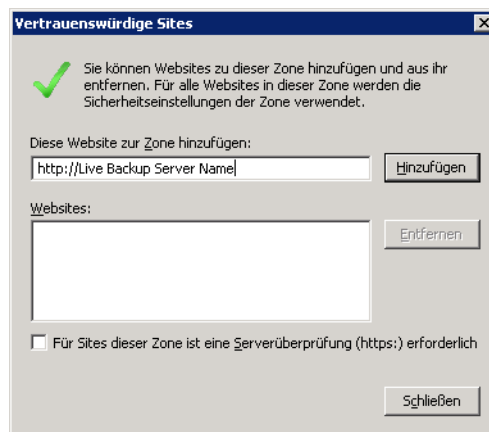 Vertrauenswürdige Sites
Sie können Websites zu dieser Zone hinzufügen und aus ihr
entfernen. Für alle Websites in dieser Zone werden die
Sicherheitseinstellungen der Zone verwendet.
Diese Website zur Zone hinzufügen:
http://Live Backup Server Name
Hinzufügen
Websites:
Entfernen
Für Sites dieser Zone ist eine Serverüberprüfung (https:) erforderlich
Schließen